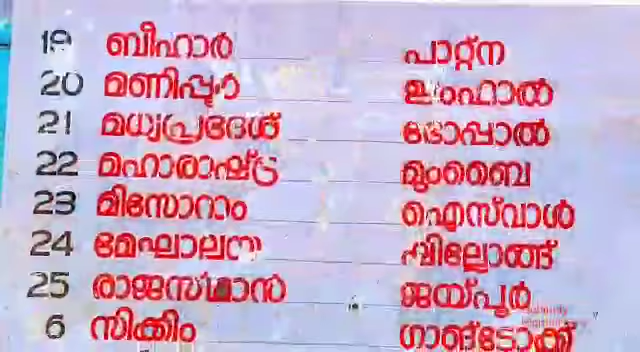 19 ബീഹാർ പാറ്റ്ന
20 മണിപ്പൂർ ഇംഫാൽ
21 മധ്യപ്രദേശ് ഭോപ്പാൽ
22 മഹാരാഷ്ട്ര മുംബൈ
23 മിസോറാം ഐസ്വാൾ
24 മേഘാലയ ഷില്ലോങ്ങ്
25 രാജസ്ഥാൻ ജയ്പൂർ
6 സിക്കിം ഗാങ്ടോക്ക്